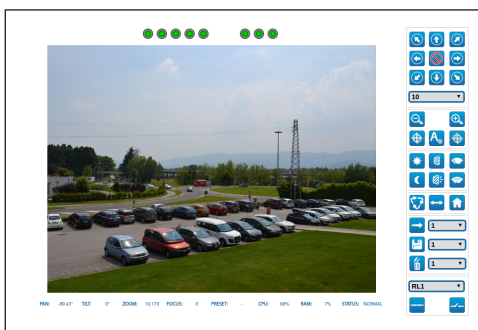 10
A
1
1
1
RL1
PAN: -89.43° TILT: 0° ZOOM: 10.17X FOCUS: 0 PRESET: - CPU: 68% RAM: 7% STATUS: NORMAL